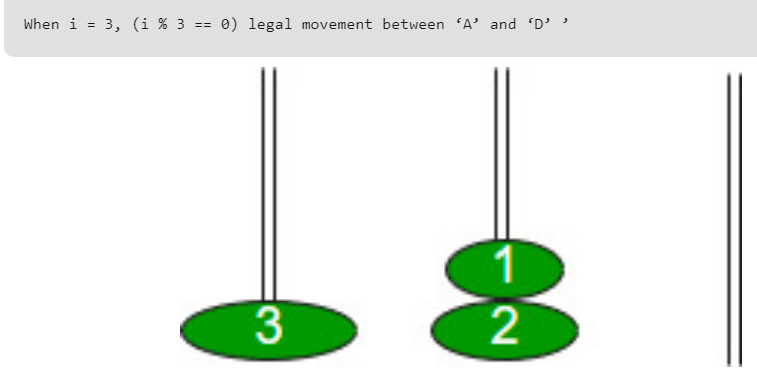 When i = 3, (i % 3 == 0) legal movement between ‘A’ and ‘D’ ’
1
3
2